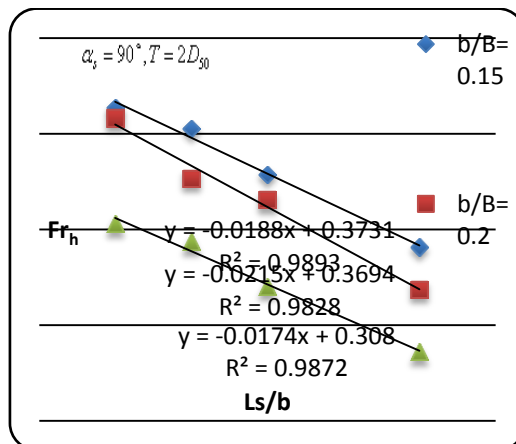 αₛ = 90°, T = 2D₅₀
b/B=
0.15
b/B=
0.2
Frₕ
y = -0.0188x + 0.3731
R² = 0.9893
y = -0.0215x + 0.3694
R² = 0.9828
y = -0.0174x + 0.308
R² = 0.9872
Ls/b